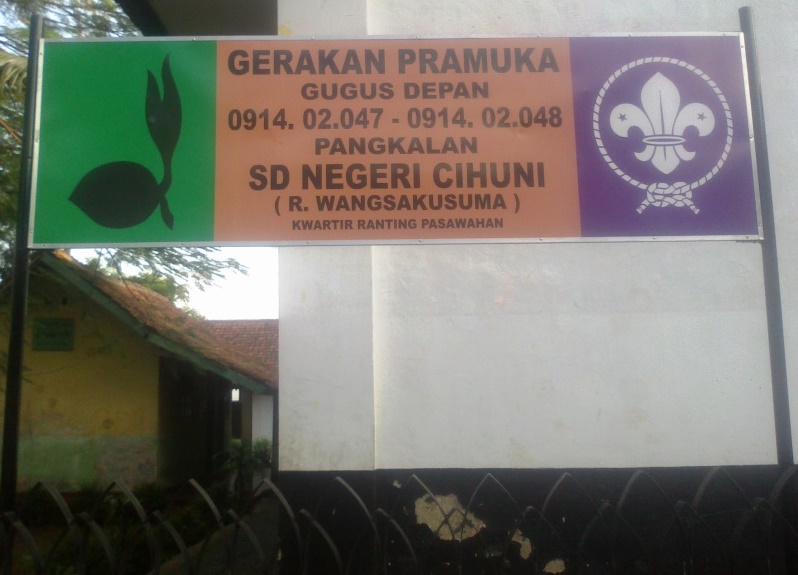 GERAKAN PRAMUKA
GUGUS DEPAN
0914. 02.047 - 0914. 02.048
PANGKALAN
SD NEGERI CIHUNI
( R. WANGSAKUSUMA )
KWARTIR RANTING PASAWAHAN